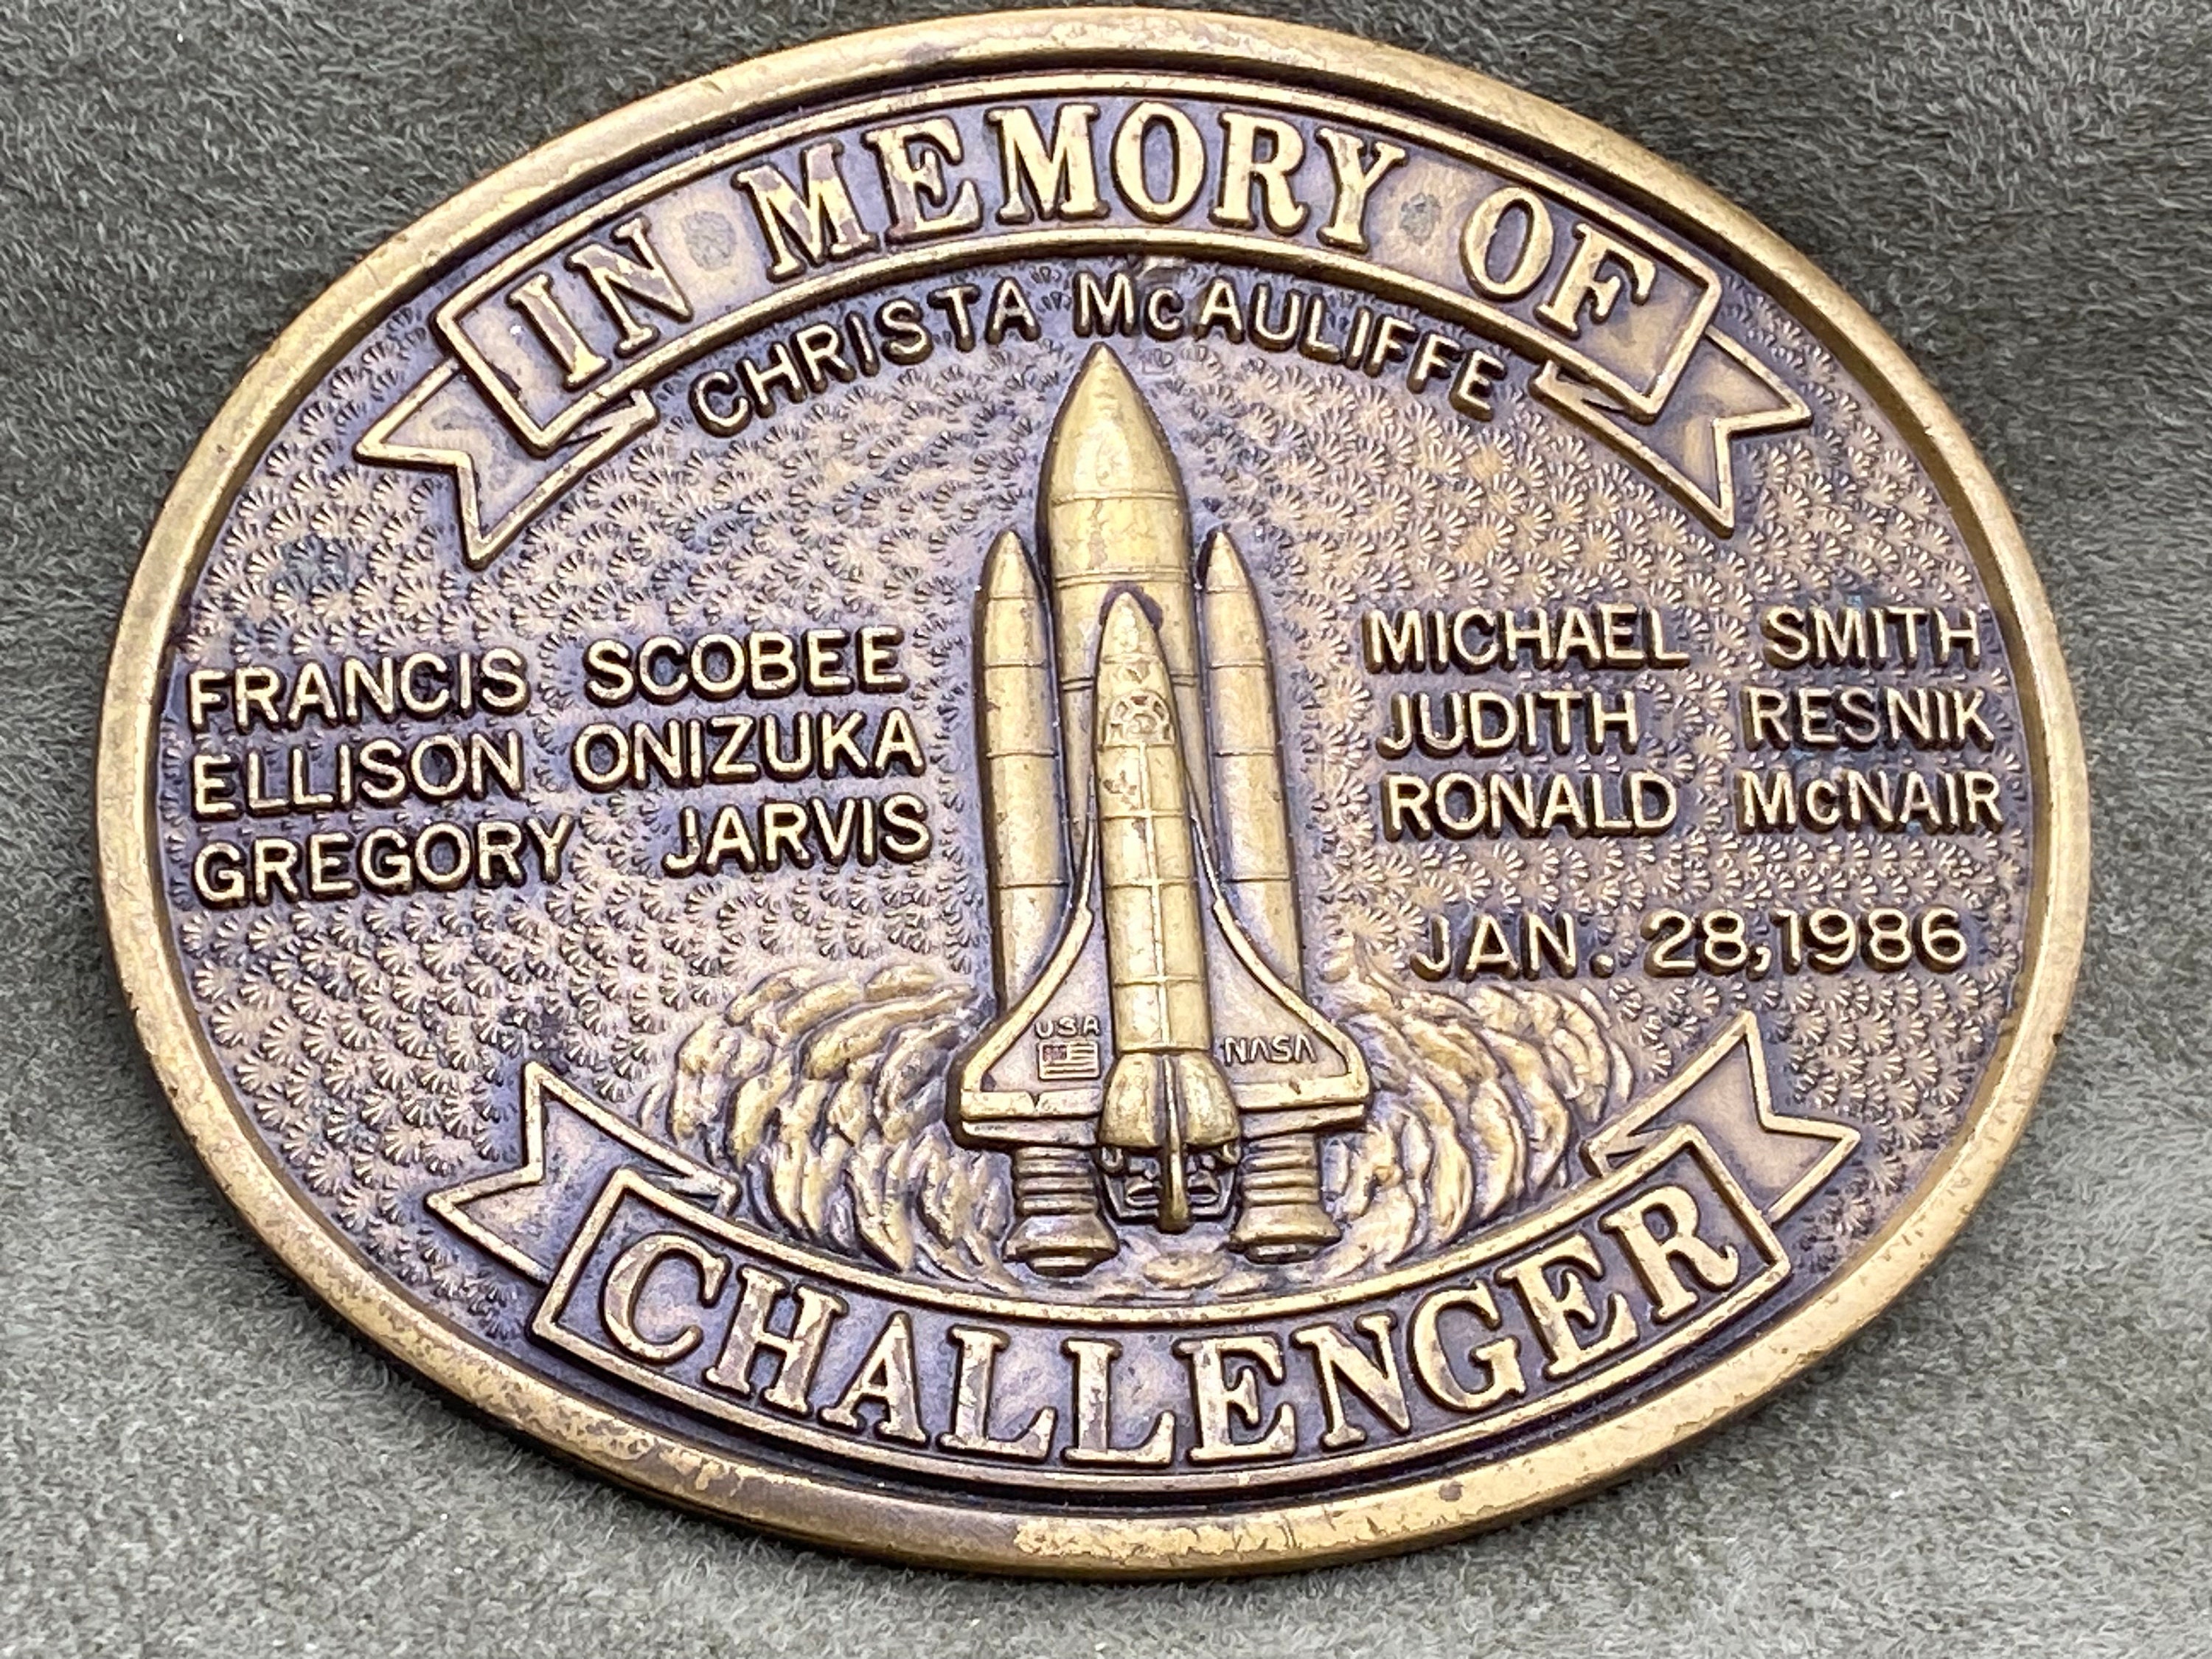 IN MEMORY OF
CHRISTA McAULIFFE
FRANCIS SCOBEE
ELLISON ONIZUKA
GREGORY JARVIS
MICHAEL SMITH
JUDITH RESNIK
RONALD McNAIR
JAN. 28, 1986
USA
NASA
CHALLENGER